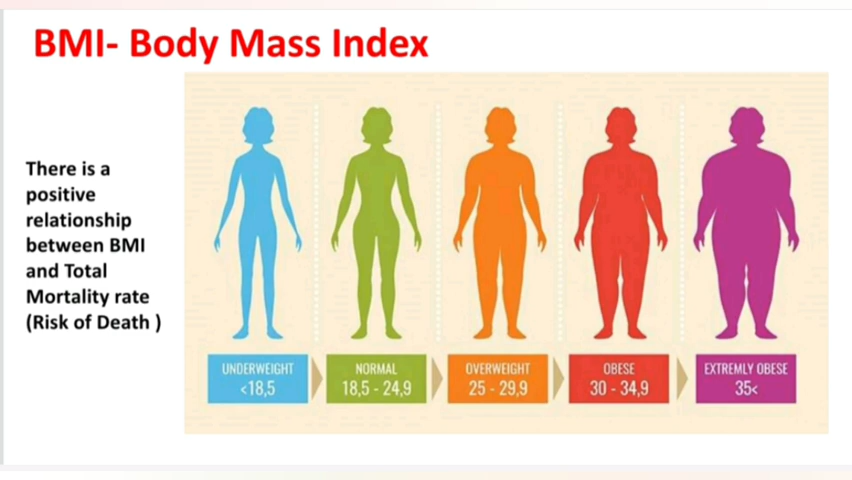 BMI- Body Mass Index
There is a
positive
relationship
between BMI
and Total
Mortality rate
(Risk of Death )
UNDERWEIGHT
<18,5
NORMAL
18,5 - 24,9
OVERWEIGHT
25 - 29,9
OBESE
30 - 34,9
EXTREMLY OBESE
35<